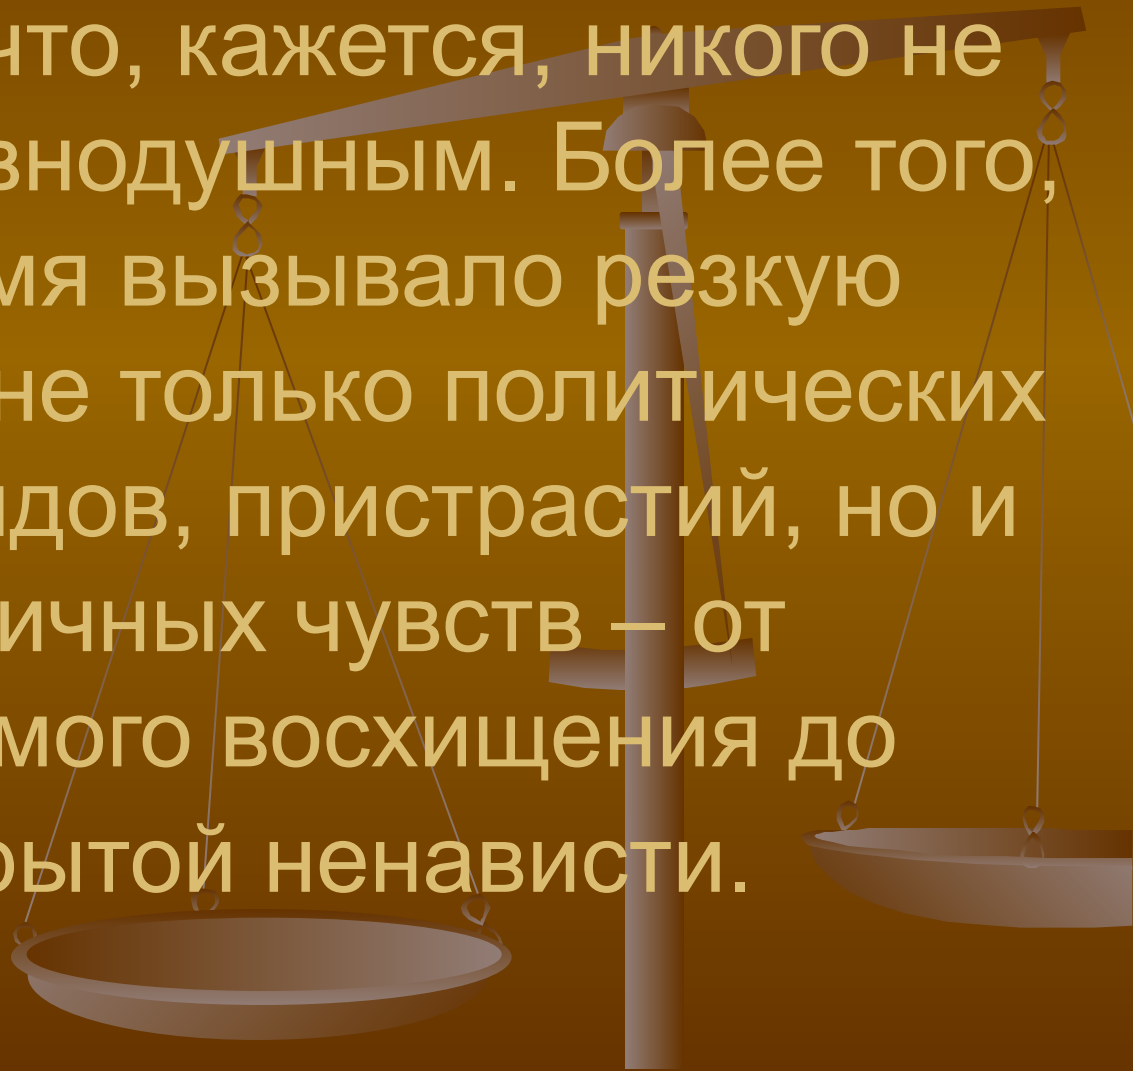 что, кажется, никого не
внодушным. Более того,
мя вызывало резкую
не только политических
ядов, пристрастий, но и
ичных чувств – от
мого восхищения до
рытой ненависти.